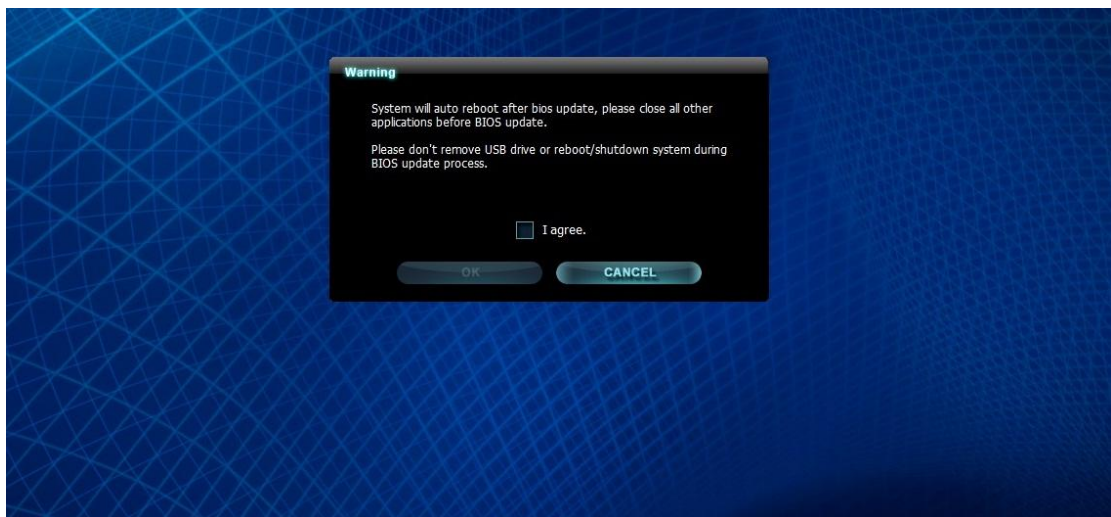 Warning
System will auto reboot after bios update, please close all other
applications before BIOS update.
Please don't remove USB drive or reboot/shutdown system during
BIOS update process.
I agree.
OK CANCEL